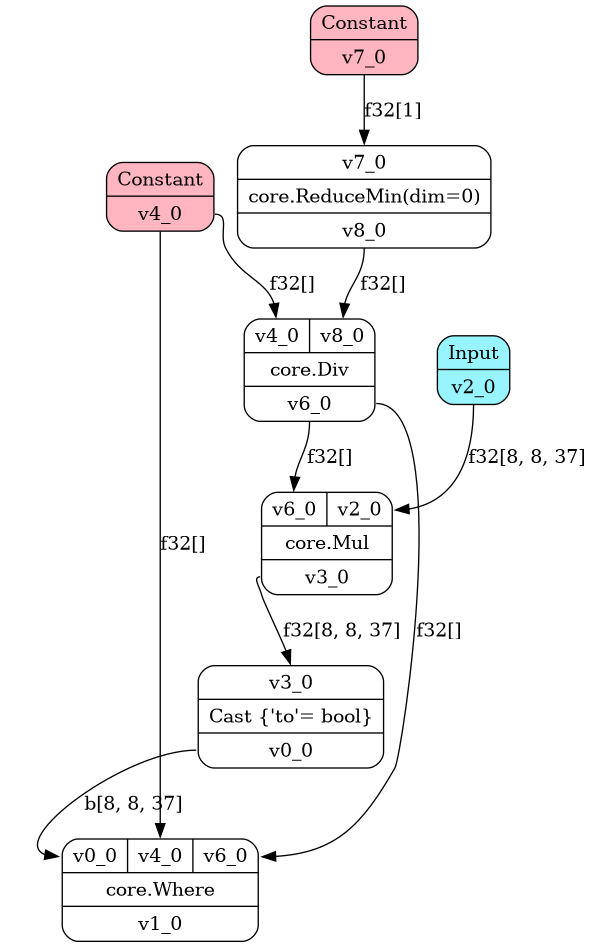 Constant
v7_0
f32[1]
v7_0
core.ReduceMin(dim=0)
v8_0
Constant
v4_0
f32[]
f32[]
v4_0 v8_0
core.Div
v6_0
Input
v2_0
f32[]
f32[8, 8, 37]
v6_0 v2_0
core.Mul
v3_0
f32[]
f32[8, 8, 37]
f32[]
v3_0
Cast {'to'= bool}
v0_0
b[8, 8, 37]
v0_0 v4_0 v6_0
core.Where
v1_0